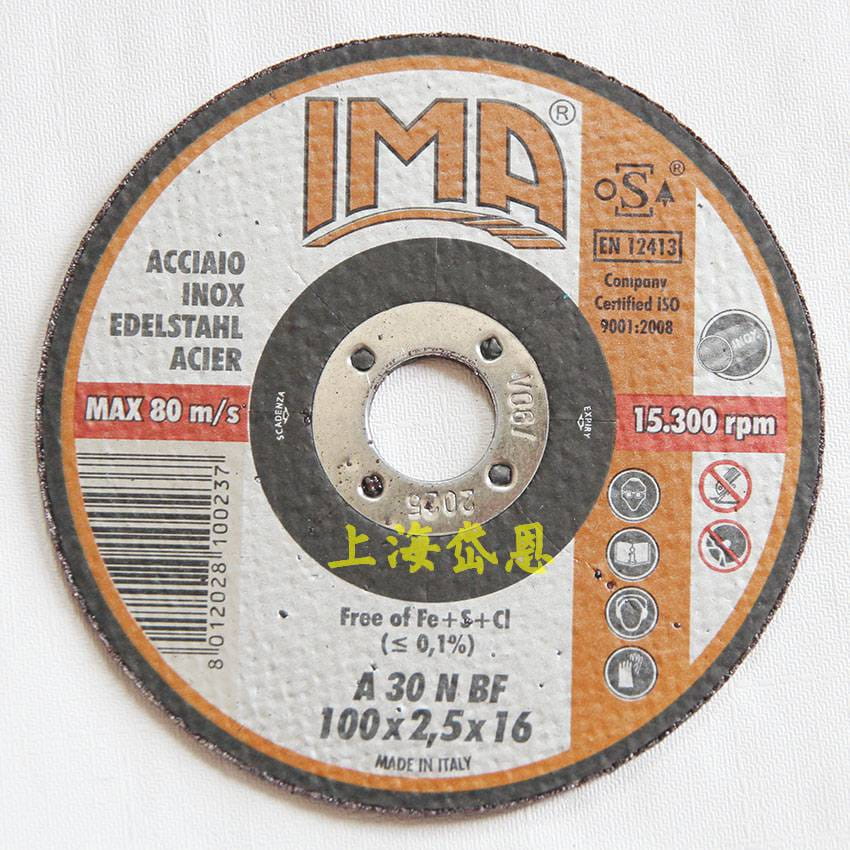 IMA®
OSA®
EN 12413
Company
Certified ISO
9001:2008
INOX
ACCIAIO
INOX
EDELSTAHL
ACIER
MAX 80 m/s
SCADENZA
EXPIRY
V06/
2025
15.300 rpm
8 012028 100237
上海岱恩
Free of Fe+S+Cl
(≤ 0,1%)
A 30 N BF
100x2,5x16
MADE IN ITALY